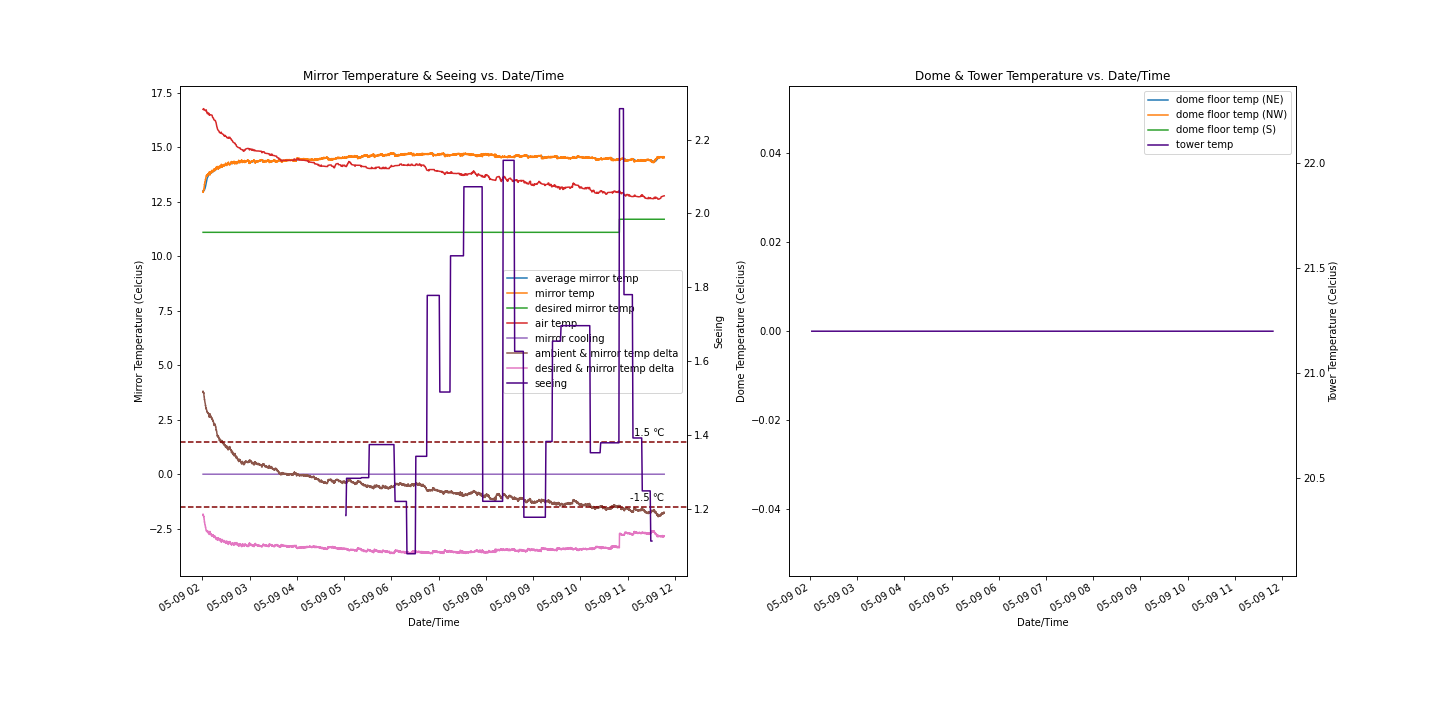 Mirror Temperature & Seeing vs. Date/Time
17.5
15.0
12.5
10.0
7.5
5.0
2.5
0.0
−2.5
Mirror Temperature (Celcius)
2.2
2.0
1.8
1.6
1.4
1.2
Seeing
average mirror temp
mirror temp
desired mirror temp
air temp
mirror cooling
ambient & mirror temp delta
desired & mirror temp delta
seeing
1.5 °C
-1.5 °C
05-09 02
05-09 03
05-09 04
05-09 05
05-09 06
05-09 07
05-09 08
05-09 09
05-09 10
05-09 11
05-09 12
Date/Time
Dome & Tower Temperature vs. Date/Time
0.04
0.02
0.00
−0.02
−0.04
Dome Temperature (Celcius)
dome floor temp (NE)
dome floor temp (NW)
dome floor temp (S)
tower temp
22.0
21.5
21.0
20.5
Tower Temperature (Celcius)
05-09 02
05-09 03
05-09 04
05-09 05
05-09 06
05-09 07
05-09 08
05-09 09
05-09 10
05-09 11
05-09 12
Date/Time